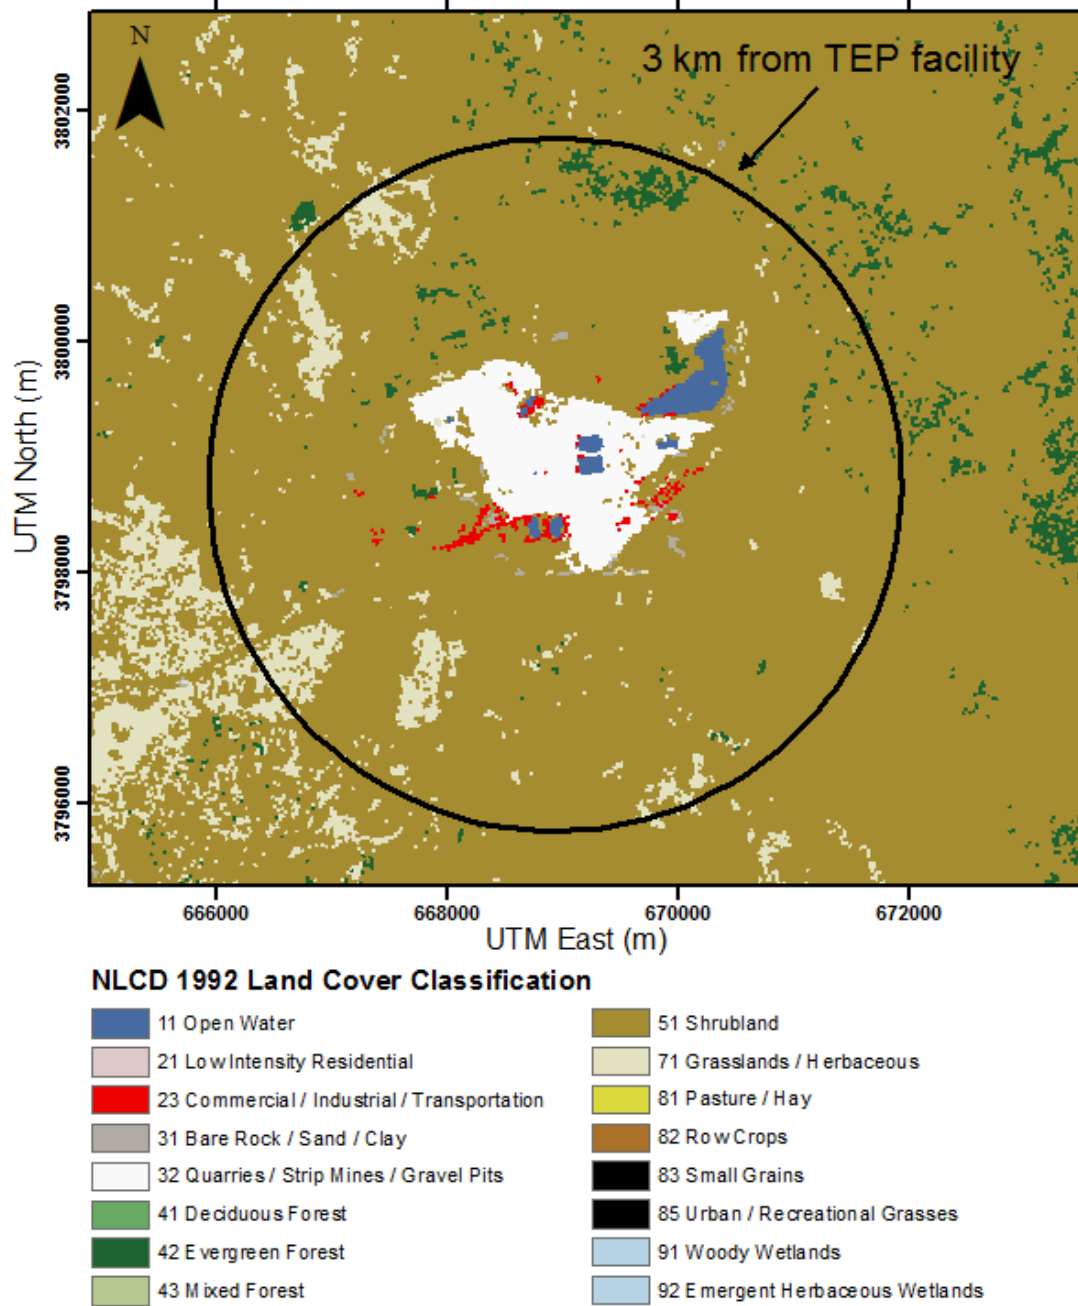 N
3 km from TEP facility
3802000
3800000
3798000
3796000
UTM North (m)
666000
668000
670000
672000
UTM East (m)
NLCD 1992 Land Cover Classification
11 Open Water
21 Low Intensity Residential
23 Commercial / Industrial / Transportation
31 Bare Rock / Sand / Clay
32 Quarries / Strip Mines / Gravel Pits
41 Deciduous Forest
42 Evergreen Forest
43 Mixed Forest
51 Shrubland
71 Grasslands / Herbaceous
81 Pasture / Hay
82 Row Crops
83 Small Grains
85 Urban / Recreational Grasses
91 Woody Wetlands
92 Emergent Herbaceous Wetlands